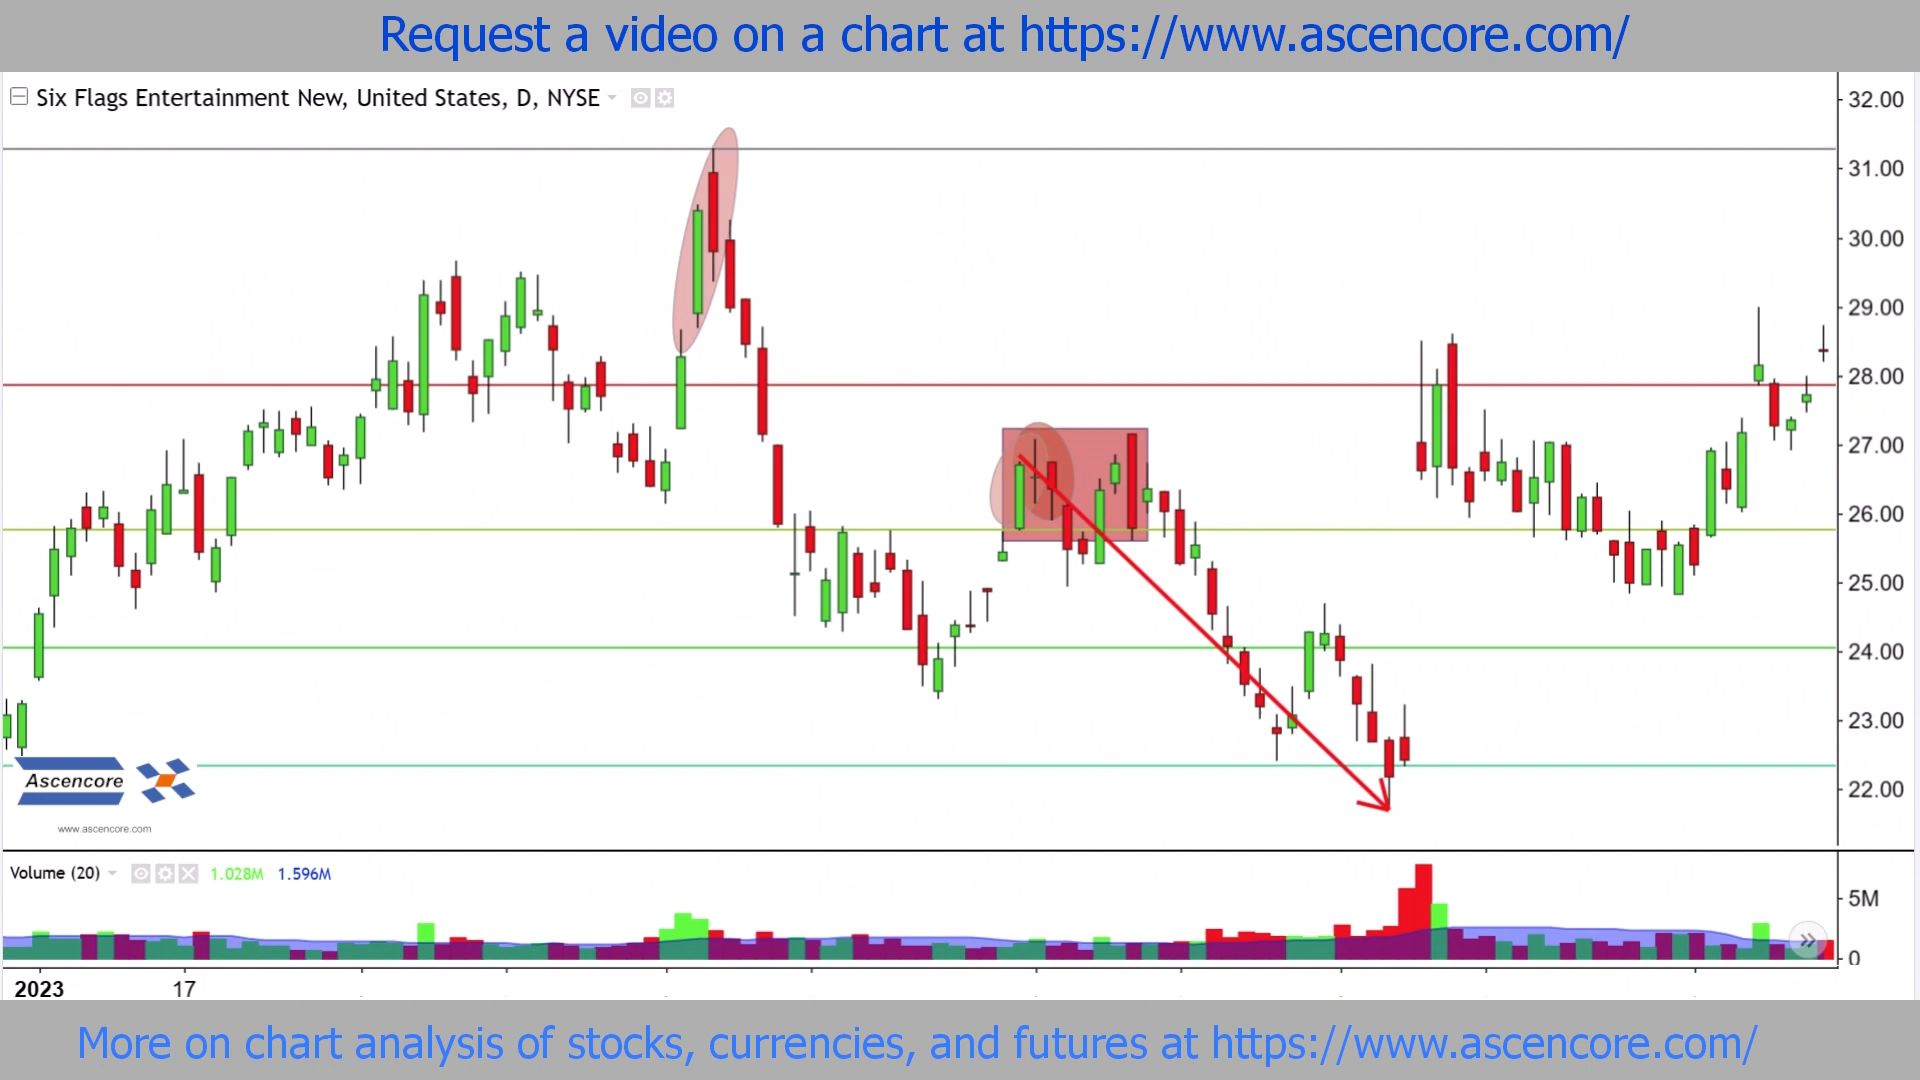 Request a video on a chart at https://www.ascencore.com/
Six Flags Entertainment New, United States, D, NYSE
32.00
31.00
30.00
29.00
28.00
27.00
26.00
25.00
24.00
23.00
22.00
Ascencore
www.ascencore.com
Volume (20) 1.028M 1.596M
5M
0
2023 17
More on chart analysis of stocks, currencies, and futures at https://www.ascencore.com/